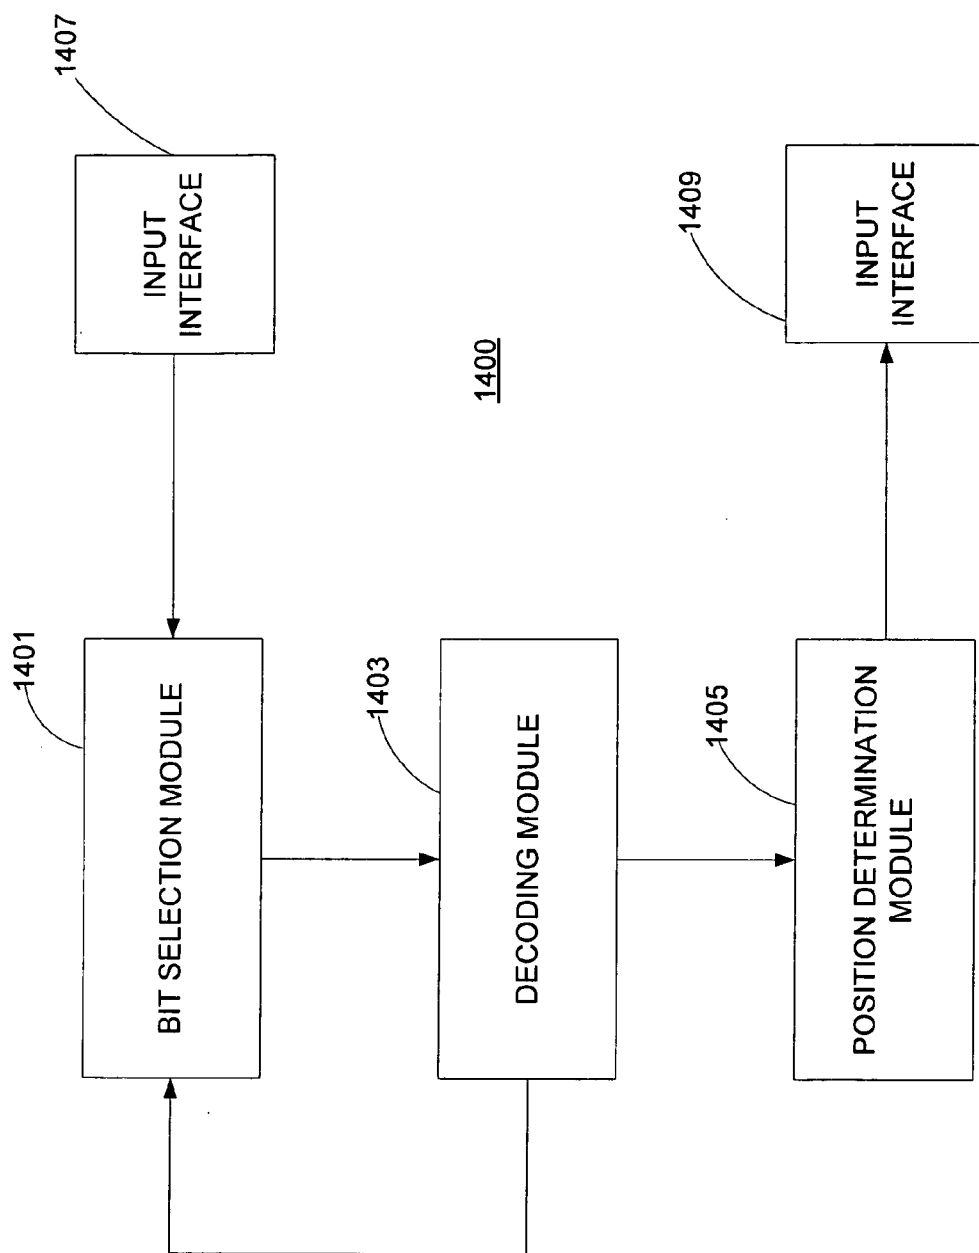 1407
INPUT
INTERFACE
1401
BIT SELECTION MODULE
1400
1403
DECODING MODULE
1409
INPUT
INTERFACE
1405
POSITION DETERMINATION
MODULE